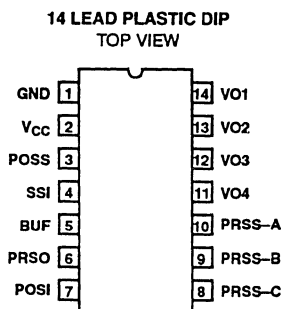 14 LEAD PLASTIC DIP
TOP VIEW
GND 1 14 VO1
VCC 2 13 VO2
POSS 3 12 VO3
SSI 4 11 VO4
BUF 5 10 PRSS–A
PRSO 6 9 PRSS–B
POSI 7 8 PRSS–C